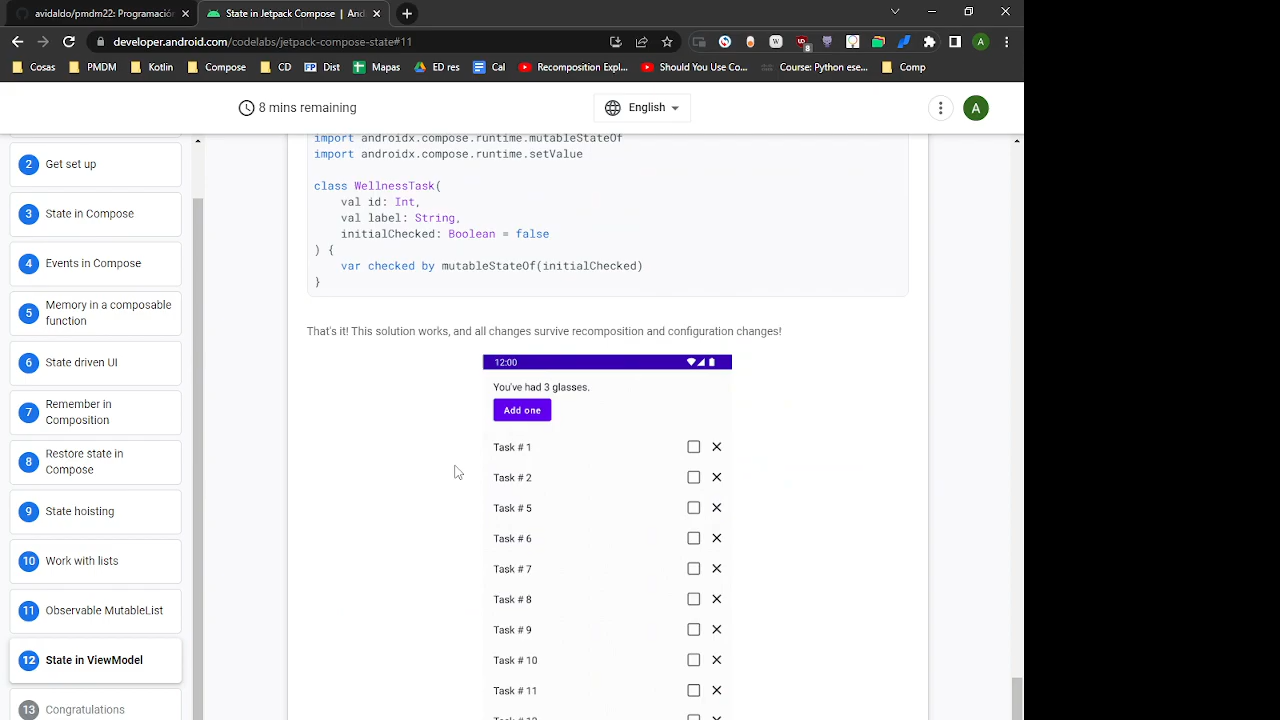 avidaldo/pmdm22: Programació
State in Jetpack Compose | And
developer.android.com/codelabs/jetpack-compose-state#11
8
A
Cosas
PMDM
Kotlin
Compose
CD
Dist
Mapas
ED res
Cal
Recomposition Expl...
Should You Use Co...
Course: Python ese...
Comp
8 mins remaining
English
A
2 Get set up
3 State in Compose
4 Events in Compose
5 Memory in a composable
function
6 State driven UI
7 Remember in
Composition
8 Restore state in
Compose
9 State hoisting
10 Work with lists
11 Observable MutableList
12 State in ViewModel
13 Congratulations
import androidx.compose.runtime.mutableStateOf
import androidx.compose.runtime.setValue
class WellnessTask(
val id: Int,
val label: String,
initialChecked: Boolean = false
) {
var checked by mutableStateOf(initialChecked)
}
That's it! This solution works, and all changes survive recomposition and configuration changes!
12:00
You've had 3 glasses.
Add one
Task # 1
Task # 2
Task # 5
Task # 6
Task # 7
Task # 8
Task # 9
Task # 10
Task # 11